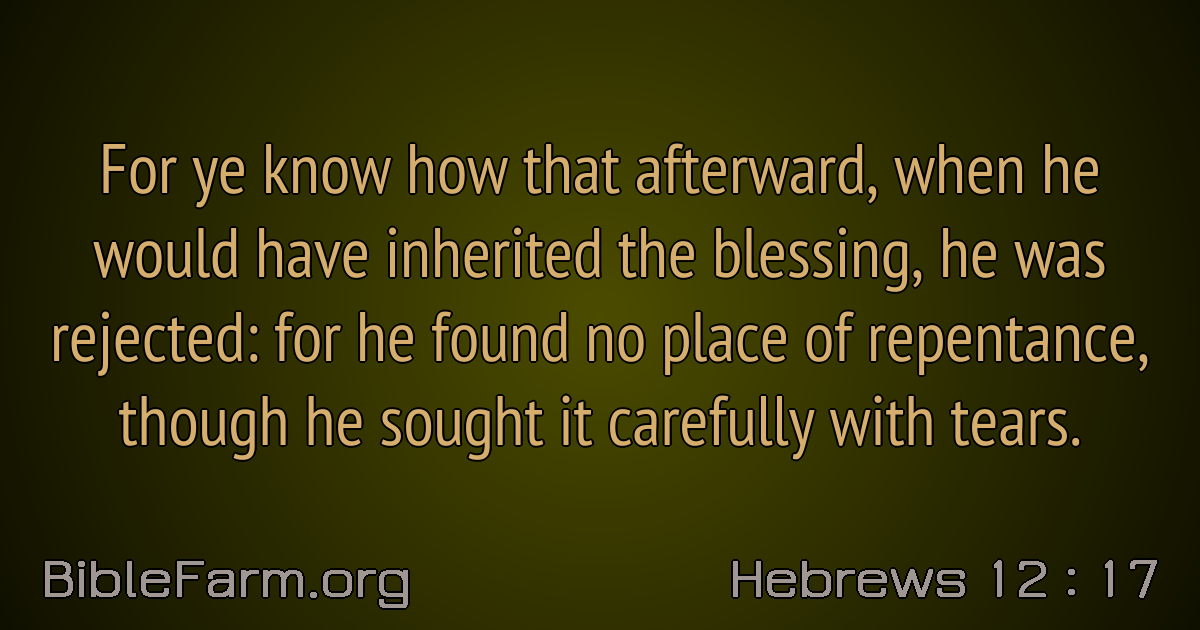 For ye know how that afterward, when he
would have inherited the blessing, he was
rejected: for he found no place of repentance,
though he sought it carefully with tears.
BibleFarm.org
Hebrews 12 : 17